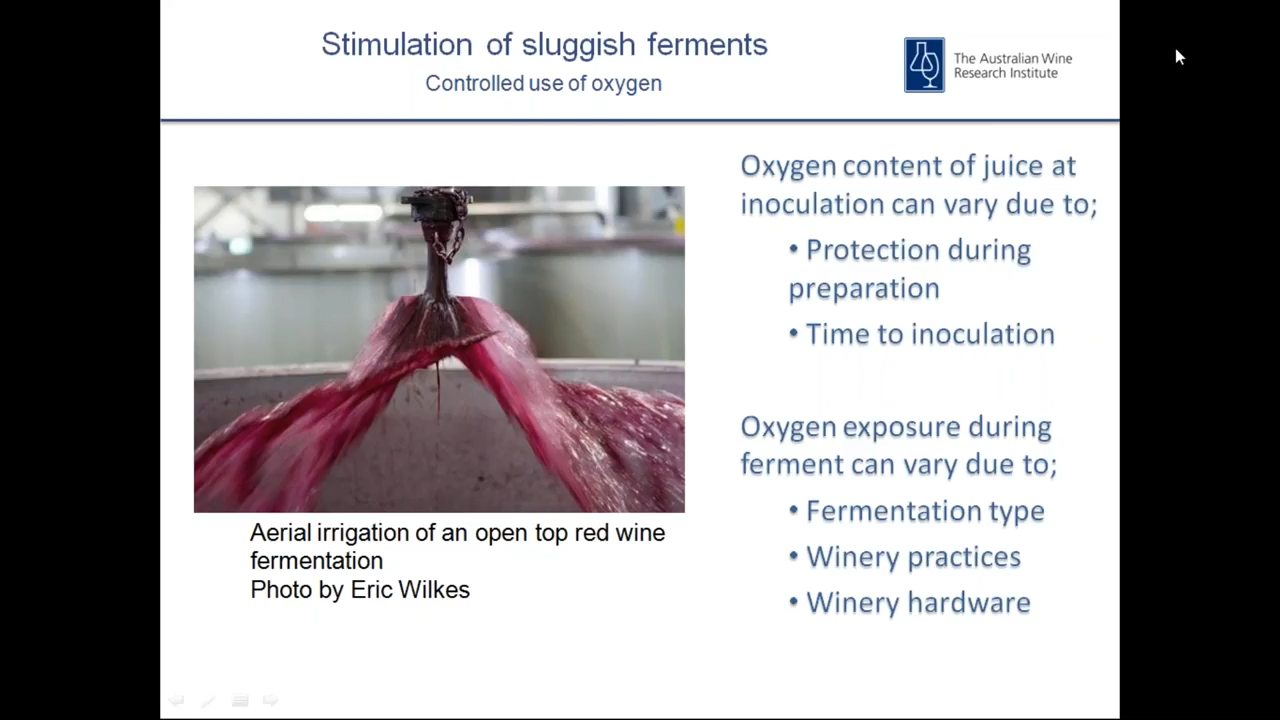 Stimulation of sluggish ferments
Controlled use of oxygen
The Australian Wine
Research Institute
Oxygen content of juice at
inoculation can vary due to;
• Protection during
preparation
• Time to inoculation
Oxygen exposure during
ferment can vary due to;
• Fermentation type
• Winery practices
• Winery hardware
Aerial irrigation of an open top red wine
fermentation
Photo by Eric Wilkes